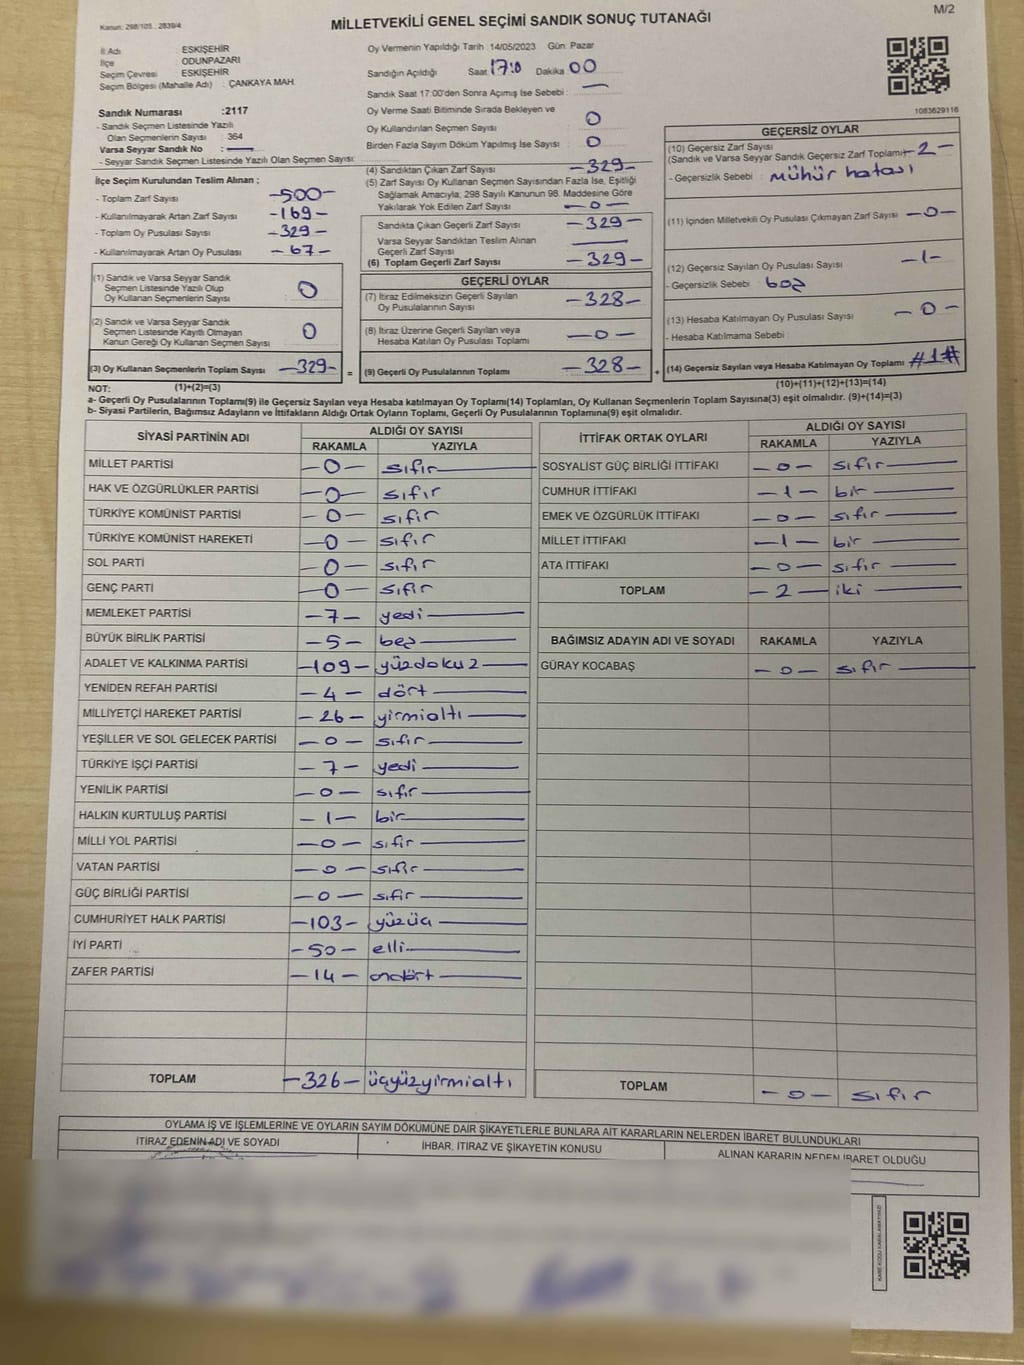 Kanun: 298/105 . 2839/4
MİLLETVEKİLİ GENEL SEÇİMİ SANDIK SONUÇ TUTANAĞI
M/2
İl Adı : ESKİŞEHİR
İlçe : ODUNPAZARI
Seçim Çevresi : ESKİŞEHİR
Seçim Bölgesi (Mahalle Adı) : ÇANKAYA MAH.
Oy Vermenin Yapıldığı Tarih : 14/05/2023 Gün: Pazar
Sandığın Açıldığı Saat Dakika 00
Sandık Saat 17:00'den Sonra Açımış İse Sebebi : —
Oy Verme Saati Bitiminde Sırada Bekleyen ve
Oy Kullandırılan Seçmen Sayısı 0
Birden Fazla Sayım Döküm Yapılmış İse Sayısı 0
1083629116
Sandık Numarası :2117
- Sandık Seçmen Listesinde Yazılı
Olan Seçmenlerin Sayısı 364
Varsa Seyyar Sandık No : —
- Seyyar Sandık Seçmen Listesinde Yazılı Olan Seçmen Sayısı:
İlçe Seçim Kurulundan Teslim Alınan ;
- Toplam Zarf Sayısı -500-
- Kullanılmayarak Artan Zarf Sayısı -169-
- Toplam Oy Pusulası Sayısı -329-
- Kullanılmayarak Artan Oy Pusulası -67-
(4) Sandıktan Çıkan Zarf Sayısı -329-
(5) Zarf Sayısı Oy Kullanan Seçmen Sayısından Fazla İse, Eşitliği
Sağlamak Amacıyla, 298 Sayılı Kanunun 98. Maddesine Göre
Yakılarak Yok Edilen Zarf Sayısı -0-
Sandıkta Çıkan Geçerli Zarf Sayısı -329-
Varsa Seyyar Sandıktan Teslim Alınan
Geçerli Zarf Sayısı —
(6) Toplam Geçerli Zarf Sayısı -329-
(1) Sandık ve Varsa Seyyar Sandık
Seçmen Listesinde Yazılı Olup
Oy Kullanan Seçmenlerin Sayısı 0
(2) Sandık ve Varsa Seyyar Sandık
Seçmen Listesinde Kayıtlı Olmayan
Kanun Gereği Oy Kullanan Seçmen Sayısı 0
(3) Oy Kullanan Seçmenlerin Toplam Sayısı -329- =
GEÇERLİ OYLAR
(7) İtiraz Edilmeksizin Geçerli Sayılan
Oy Pusulalarının Sayısı -328-
(8) İtiraz Üzerine Geçerli Sayılan veya
Hesaba Katılan Oy Pusulası Toplamı -0-
(9) Geçerli Oy Pusulalarının Toplamı -328- +
GEÇERSİZ OYLAR
(10) Geçersiz Zarf Sayısı
(Sandık ve Varsa Seyyar Sandık Geçersiz Zarf Toplamı) -2-
- Geçersizlik Sebebi : mühür hatası
(11) İçinden Milletvekili Oy Pusulası Çıkmayan Zarf Sayısı -0-
(12) Geçersiz Sayılan Oy Pusulası Sayısı -1-
- Geçersizlik Sebebi : boş
(13) Hesaba Katılmayan Oy Pusulası Sayısı -0-
- Hesaba Katılmama Sebebi :
(14) Geçersiz Sayılan veya Hesaba Katılmayan Oy Toplamı #1#
NOT: (1)+(2)=(3)
(10)+(11)+(12)+(13)=(14)
a- Geçerli Oy Pusulalarının Toplamı(9) ile Geçersiz Sayılan veya Hesaba katılmayan Oy Toplamı(14) Toplamları, Oy Kullanan Seçmenlerin Toplam Sayısına(3) eşit olmalıdır. (9)+(14)=(3)
b- Siyasi Partilerin, Bağımsız Adayların ve İttifakların Aldığı Ortak Oyların Toplamı, Geçerli Oy Pusulalarının Toplamına(9) eşit olmalıdır.
SİYASİ PARTİNİN ADI
ALDIĞI OY SAYISI
RAKAMLA YAZIYLA
MİLLET PARTİSİ -0- sıfır
HAK VE ÖZGÜRLÜKLER PARTİSİ -0- sıfır
TÜRKİYE KOMÜNİST PARTİSİ -0- sıfır
TÜRKİYE KOMÜNİST HAREKETİ -0- sıfır
SOL PARTİ -0- sıfır
GENÇ PARTİ -0- sıfır
MEMLEKET PARTİSİ -7- yedi
BÜYÜK BİRLİK PARTİSİ -5- beş
ADALET VE KALKINMA PARTİSİ -109- yüzdokuz
YENİDEN REFAH PARTİSİ -4- dört
MİLLİYETÇİ HAREKET PARTİSİ -26- yirmialtı
YEŞİLLER VE SOL GELECEK PARTİSİ -0- sıfır
TÜRKİYE İŞÇİ PARTİSİ -7- yedi
YENİLİK PARTİSİ -0- sıfır
HALKIN KURTULUŞ PARTİSİ -1- bir
MİLLİ YOL PARTİSİ -0- sıfır
VATAN PARTİSİ -0- sıfır
GÜÇ BİRLİĞİ PARTİSİ -0- sıfır
CUMHURİYET HALK PARTİSİ -103- yüzüç
İYİ PARTİ -50- elli
ZAFER PARTİSİ -14- ondört
TOPLAM -326- üçyüzyirmialtı
İTTİFAK ORTAK OYLARI
ALDIĞI OY SAYISI
RAKAMLA YAZIYLA
SOSYALİST GÜÇ BİRLİĞİ İTTİFAKI -0- sıfır
CUMHUR İTTİFAKI -1- bir
EMEK VE ÖZGÜRLÜK İTTİFAKI -0- sıfır
MİLLET İTTİFAKI -1- bir
ATA İTTİFAKI -0- sıfır
TOPLAM -2- iki
BAĞIMSIZ ADAYIN ADI VE SOYADI RAKAMLA YAZIYLA
GÜRAY KOCABAŞ -0- sıfır
TOPLAM -0- sıfır
OYLAMA İŞ VE İŞLEMLERİNE VE OYLARIN SAYIM DÖKÜMÜNE DAİR ŞİKAYETLERLE BUNLARA AİT KARARLARIN NELERDEN İBARET BULUNDUKLARI
İTİRAZ EDENİN ADI VE SOYADI
İHBAR, İTİRAZ VE ŞİKAYETİN KONUSU
ALINAN KARARIN NEDEN İBARET OLDUĞU
KARE KODU KARALAMAYINIZ!